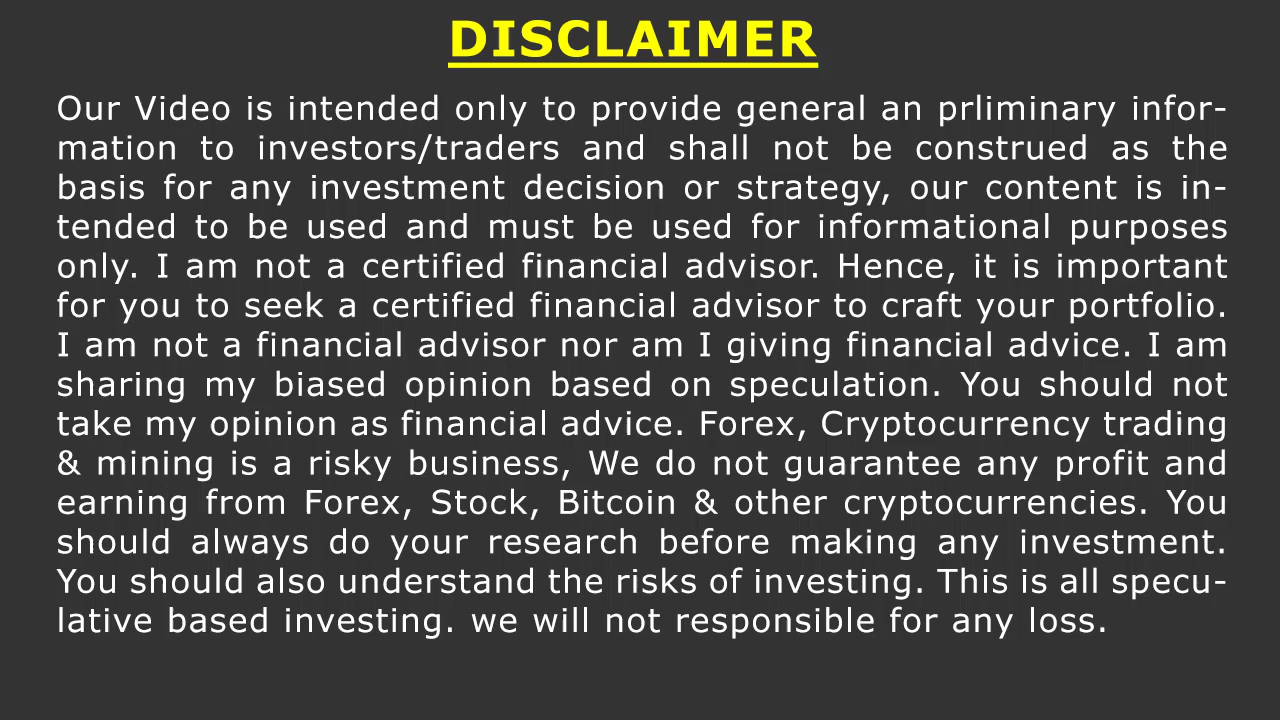 DISCLAIMER
Our Video is intended only to provide general an prliminary infor-
mation to investors/traders and shall not be construed as the
basis for any investment decision or strategy, our content is in-
tended to be used and must be used for informational purposes
only. I am not a certified financial advisor. Hence, it is important
for you to seek a certified financial advisor to craft your portfolio.
I am not a financial advisor nor am I giving financial advice. I am
sharing my biased opinion based on speculation. You should not
take my opinion as financial advice. Forex, Cryptocurrency trading
& mining is a risky business, We do not guarantee any profit and
earning from Forex, Stock, Bitcoin & other cryptocurrencies. You
should always do your research before making any investment.
You should also understand the risks of investing. This is all specu-
lative based investing. we will not responsible for any loss.